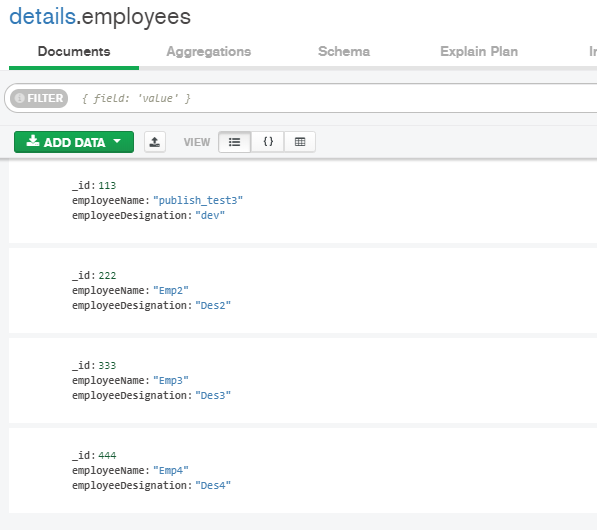 details.employees
Documents Aggregations Schema Explain Plan
FILTER { field: 'value' }
ADD DATA VIEW { }
_id: 113
employeeName: "publish_test3"
employeeDesignation: "dev"
_id: 222
employeeName: "Emp2"
employeeDesignation: "Des2"
_id: 333
employeeName: "Emp3"
employeeDesignation: "Des3"
_id: 444
employeeName: "Emp4"
employeeDesignation: "Des4"